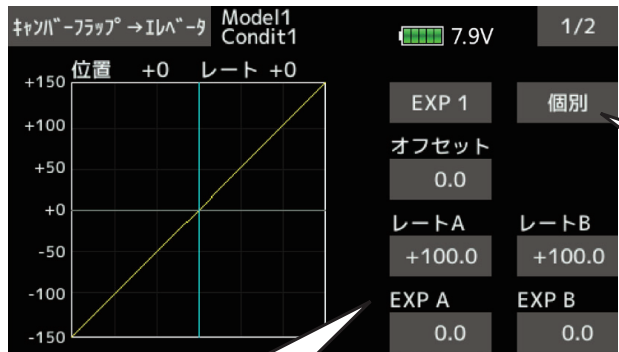 ｷｬﾝﾊﾞｰﾌﾗｯﾌﾟ→ｴﾚﾍﾞｰﾀ
Model1
Condit1
7.9V
1/2
位置 +0 レート +0
+150
+100
+50
+0
-50
-100
-150
EXP 1
個別
オフセット
0.0
レートA レートB
+100.0 +100.0
EXP A EXP B
0.0 0.0